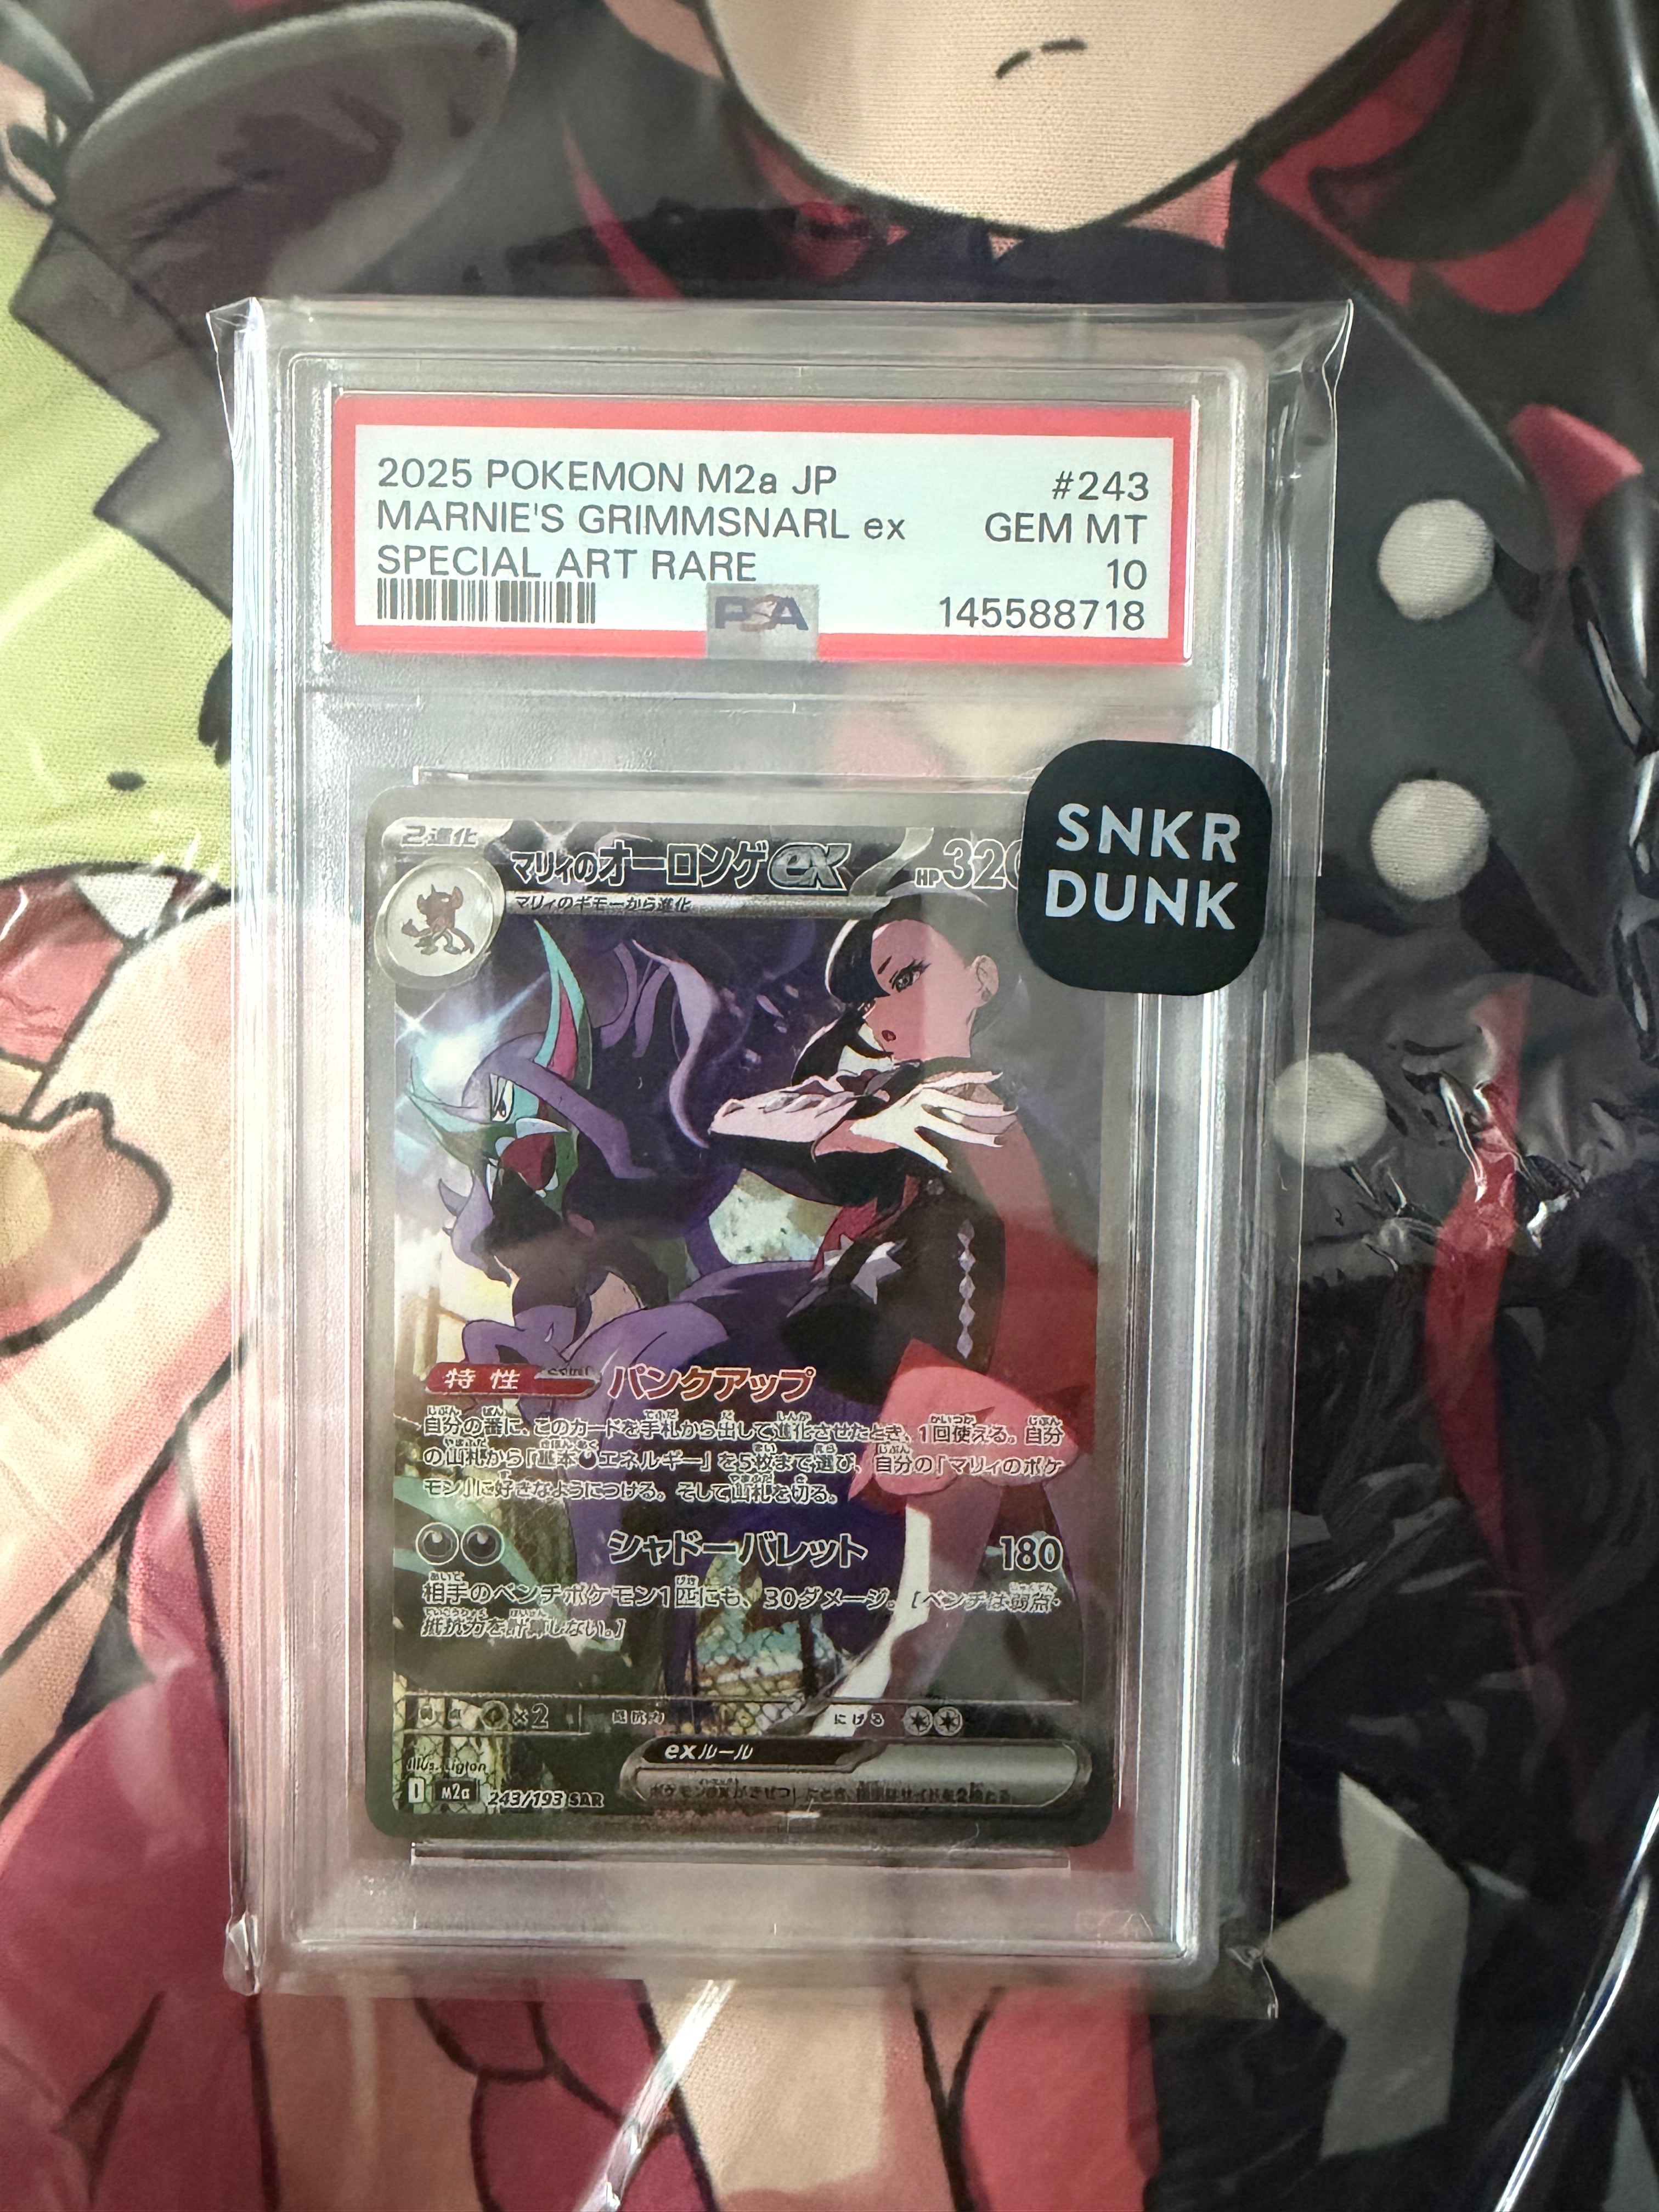 2025 POKEMON M2a JP #243
MARNIE'S GRIMMSNARL ex GEM MT
SPECIAL ART RARE 10
PSA 145588718
SNKR
DUNK
2進化
マリィのオーロンゲex HP320
マリィのギモーから進化
特性 パンクアップ
自分の番に、このカードを手札から出して進化させたとき、1回使える。自分
の山札から「基本エネルギー」を5枚まで選び、自分の「マリィのポケ
モン」に好きなようにつける。そして山札を切る。
シャドーバレット 180
相手のベンチポケモン1匹にも、30ダメージ。[ベンチは弱点・
抵抗力を計算しない。]
弱点 ×2 抵抗力 にげる
exルール
Illus. Ligton
I M2a 243/193 SAR